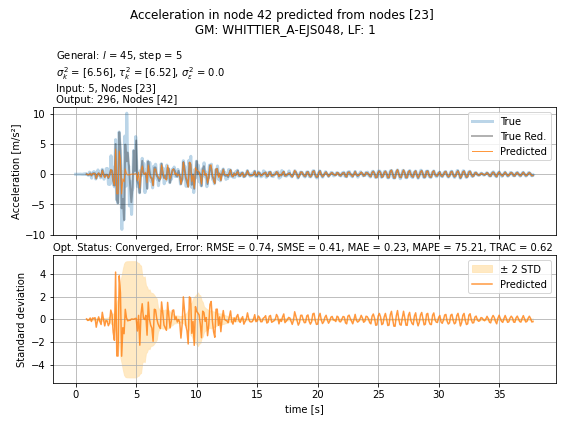 Acceleration in node 42 predicted from nodes [23]
GM: WHITTIER_A-EJS048, LF: 1
General: l = 45, step = 5
σ²ₖ = [6.56], τ²ₖ = [6.52], σ²ε = 0.0
Input: 5, Nodes [23]
Output: 296, Nodes [42]
Acceleration [m/s²]
10
5
0
−5
−10
True
True Red.
Predicted
Opt. Status: Converged, Error: RMSE = 0.74, SMSE = 0.41, MAE = 0.23, MAPE = 75.21, TRAC = 0.62
Standard deviation
4
2
0
−2
−4
± 2 STD
Predicted
0 5 10 15 20 25 30 35
time [s]